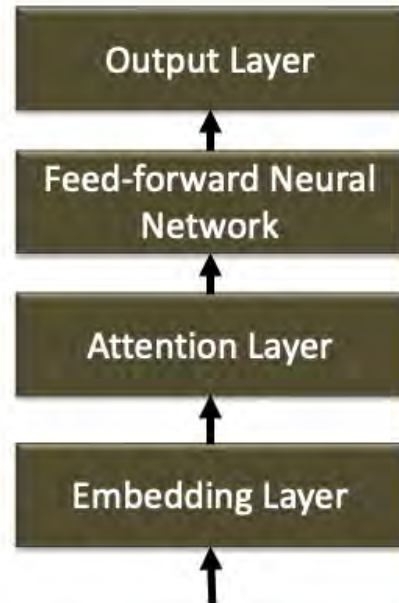 Output Layer
Feed-forward Neural
Network
Attention Layer
Embedding Layer